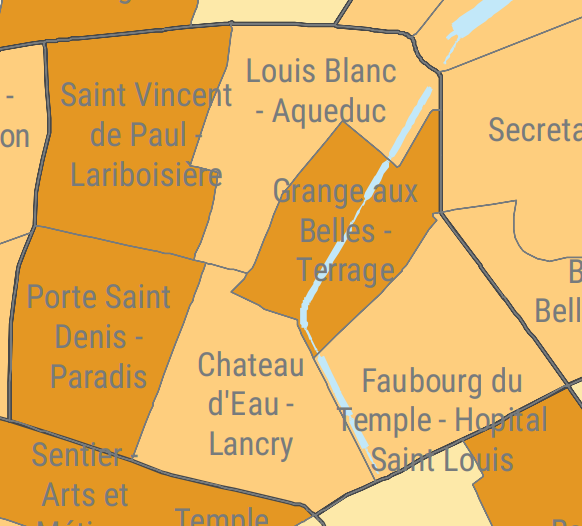 Louis Blanc
- Aqueduc
Saint Vincent
de Paul -
Lariboisière
-
on
Secreta
Grange aux
Belles -
Terrage
Porte Saint
Denis -
Paradis
B
Bell
Chateau
d'Eau -
Lancry
Faubourg du
Temple - Hopital
Saint Louis
Sentier -
Arts et
Temple